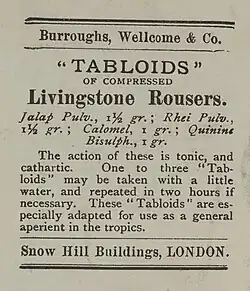 Burroughs, Wellcome & Co.
"TABLOIDS"
OF COMPRESSED
Livingstone Rousers.
Jalap Pulv., 1½ gr.; Rhei Pulv.,
1½ gr.; Calomel, 1 gr.; Quinine
Bisulph., 1 gr.
The action of these is tonic, and
cathartic. One to three "Tab-
loids" may be taken with a little
water, and repeated in two hours if
necessary. These "Tabloids" are es-
pecially adapted for use as a general
aperient in the tropics.
Snow Hill Buildings, LONDON.